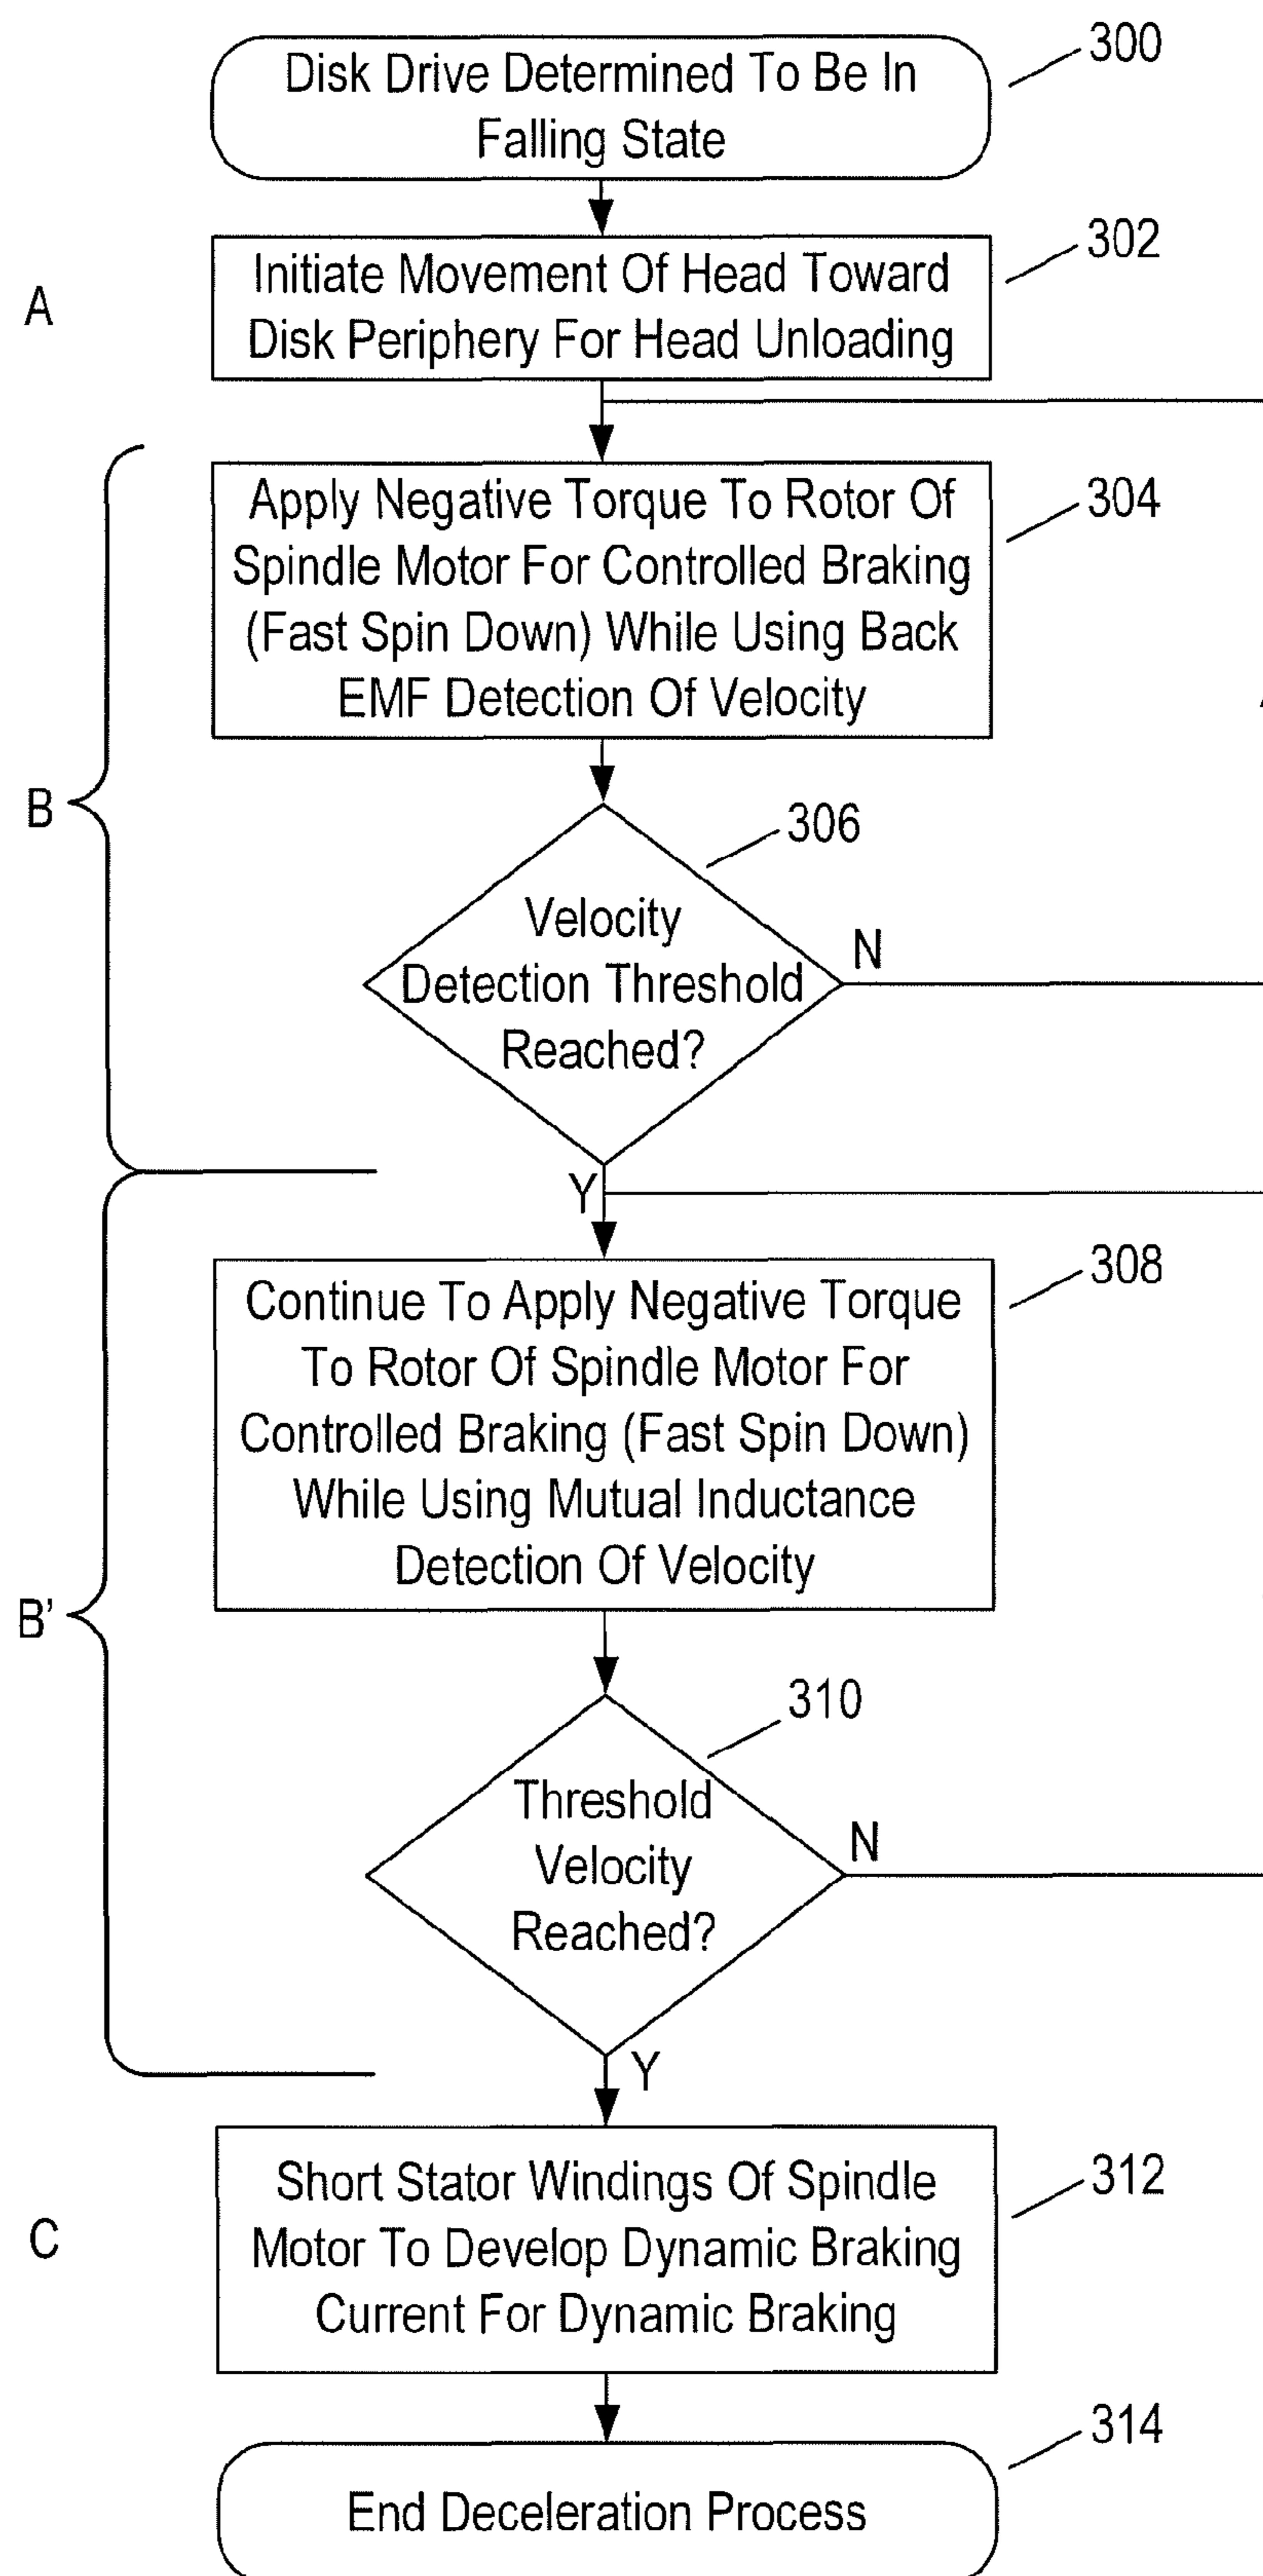 300
Disk Drive Determined To Be In
Falling State
302
A
Initiate Movement Of Head Toward
Disk Periphery For Head Unloading
304
Apply Negative Torque To Rotor Of
Spindle Motor For Controlled Braking
(Fast Spin Down) While Using Back
EMF Detection Of Velocity
B
306
Velocity
Detection Threshold
Reached?
N
Y
308
Continue To Apply Negative Torque
To Rotor Of Spindle Motor For
Controlled Braking (Fast Spin Down)
While Using Mutual Inductance
Detection Of Velocity
B'
310
Threshold
Velocity
Reached?
N
Y
312
C
Short Stator Windings Of Spindle
Motor To Develop Dynamic Braking
Current For Dynamic Braking
314
End Deceleration Process